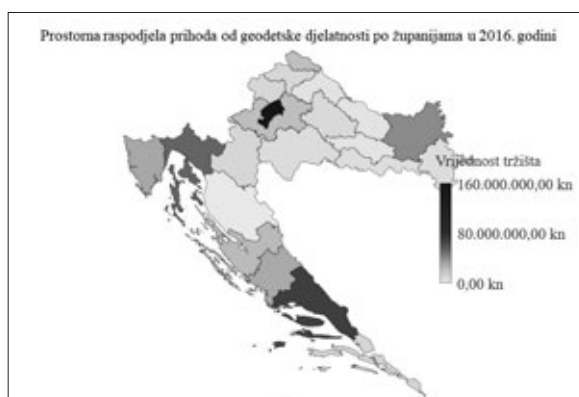 Prostorna raspodjela prihoda od geodetske djelatnosti po županijama u 2016. godini
Vrijednost tržišta
160.000.000,00 kn
80.000.000,00 kn
0,00 kn